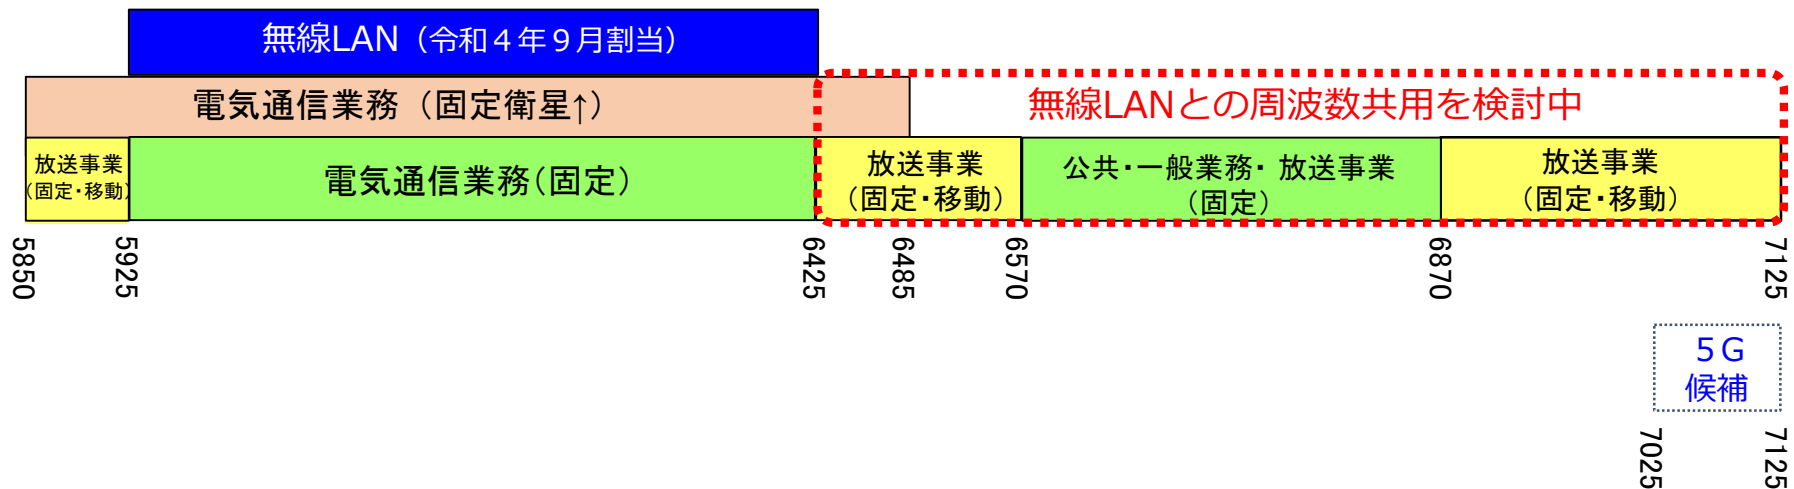 無線LAN（令和４年９月割当）
電気通信業務（固定衛星↑）
無線LANとの周波数共用を検討中
放送事業
（固定・移動）
電気通信業務（固定）
放送事業
（固定・移動）
公共・一般業務・ 放送事業
（固定）
放送事業
（固定・移動）
5850
5925
6425
6485
6570
6870
7125
５G
候補
7025
7125